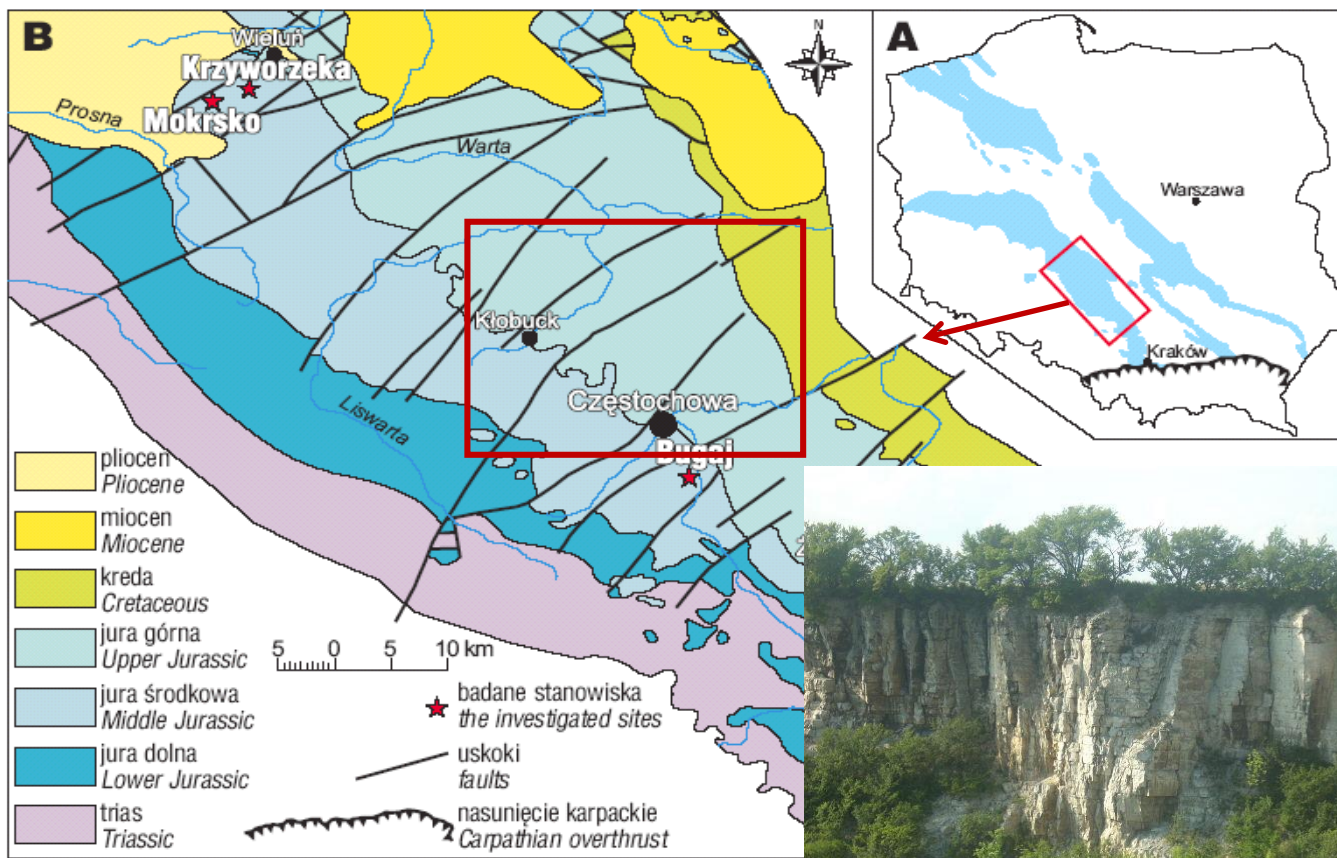 B
Wieluń
Krzyworzeka
Mokrsko
Prosna
Warta
Kłobuck
Częstochowa
Bugaj
Liswarta
N
A
Warszawa
Kraków
pliocen
Pliocene
miocen
Miocene
kreda
Cretaceous
jura górna
Upper Jurassic
jura środkowa
Middle Jurassic
jura dolna
Lower Jurassic
trias
Triassic
5 0 5 10 km
badane stanowiska
the investigated sites
uskoki
faults
nasunięcie karpackie
Carpathian overthrust